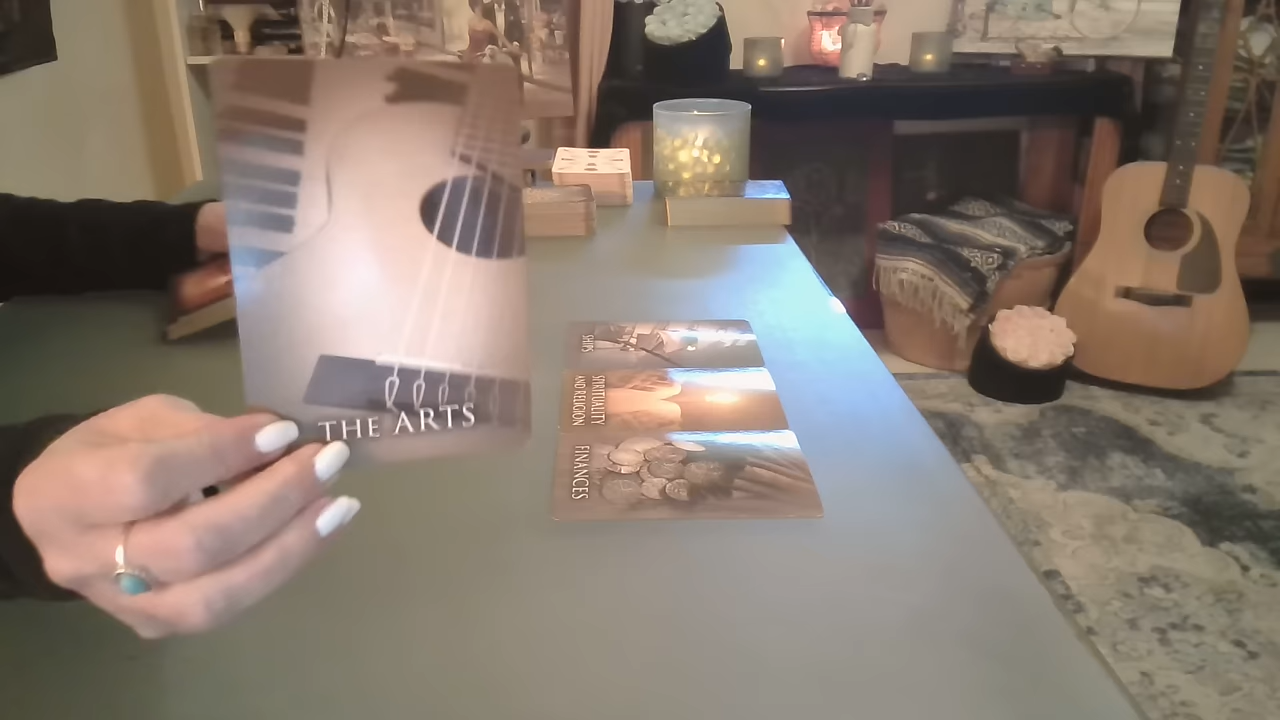 THE ARTS
SHIPS
SPIRITUALITY
AND RELIGION
FINANCES